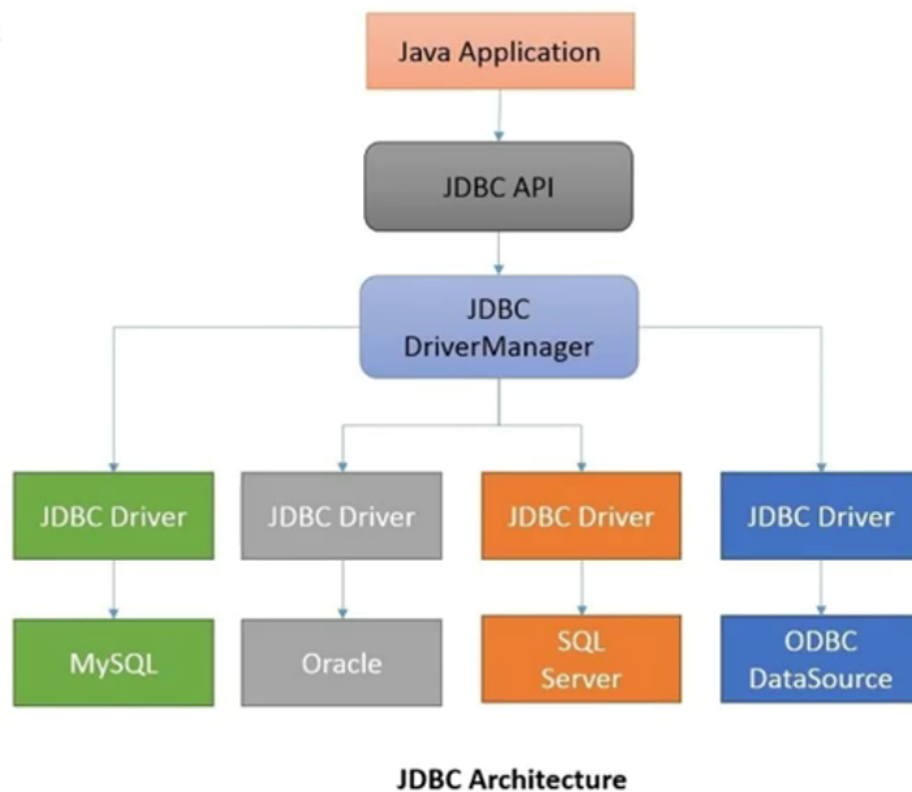 Java Application
JDBC API
JDBC
DriverManager
JDBC Driver
JDBC Driver
JDBC Driver
JDBC Driver
MySQL
Oracle
SQL
Server
ODBC
DataSource
JDBC Architecture